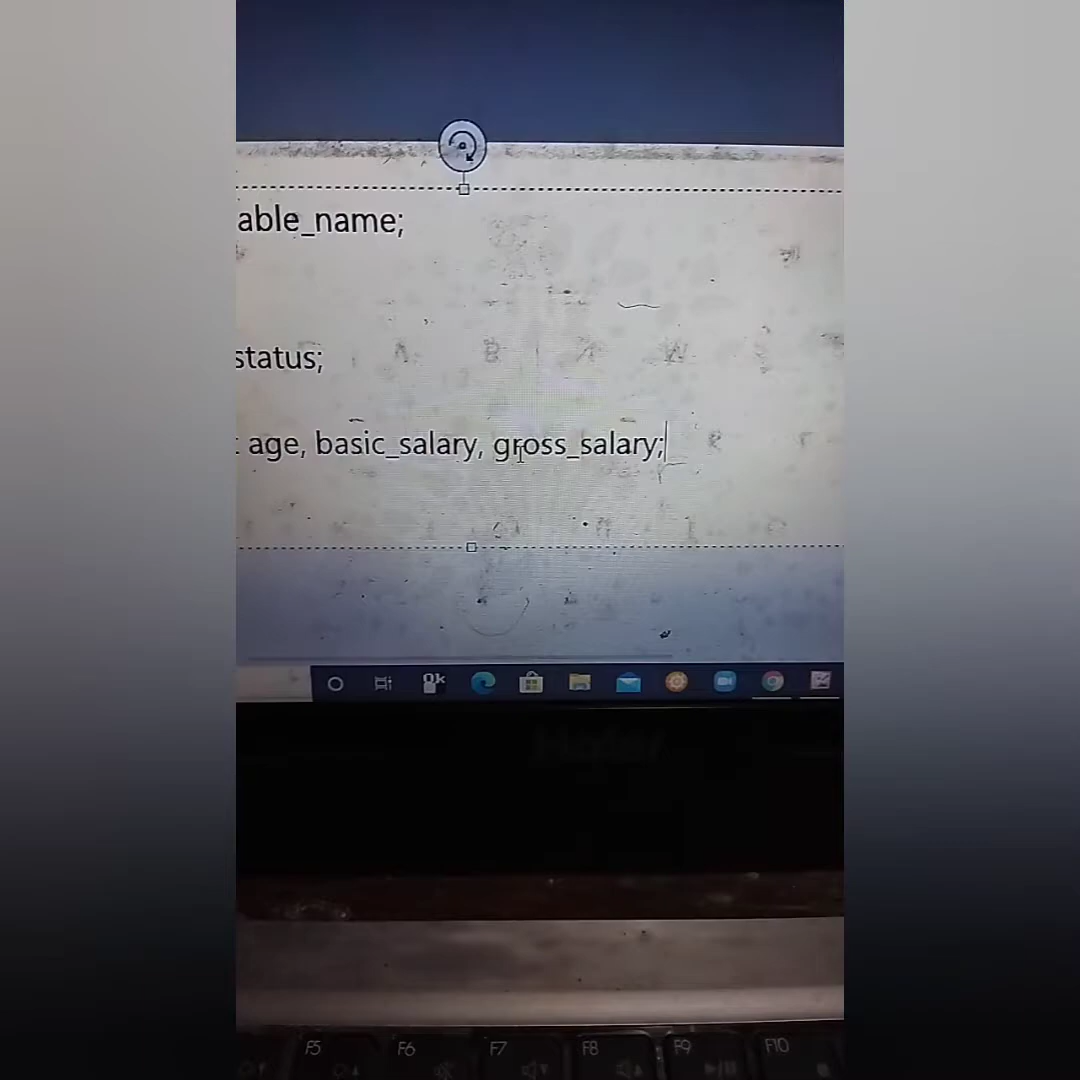 able_name;
status;
age, basic_salary, gross_salary;
F5 F6 F7 F8 F9 F10